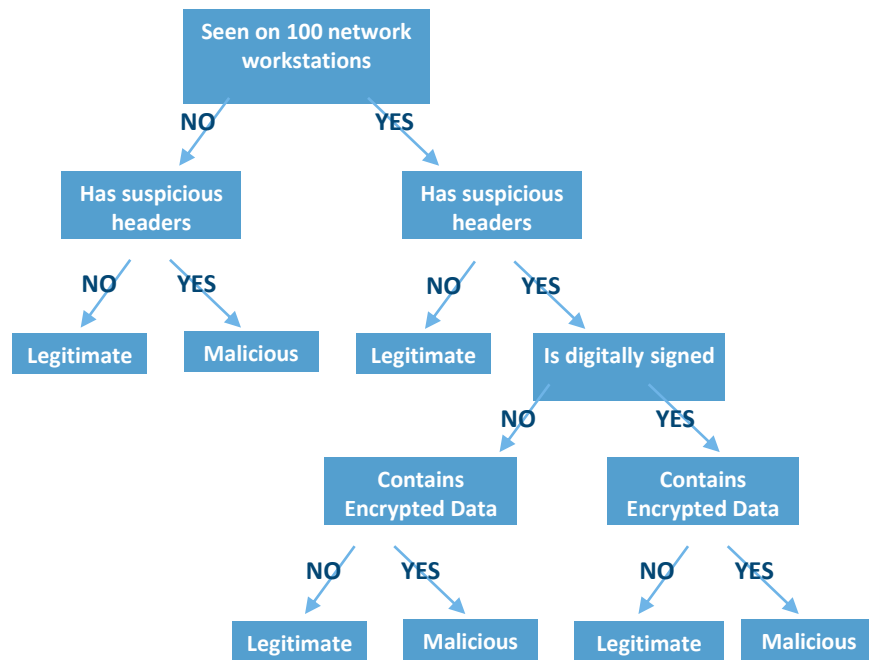 Seen on 100 network
workstations
NO
YES
Has suspicious
headers
Has suspicious
headers
NO
YES
NO
YES
Legitimate
Malicious
Legitimate
Is digitally signed
NO
YES
Contains
Encrypted Data
Contains
Encrypted Data
NO
YES
NO
YES
Legitimate
Malicious
Legitimate
Malicious